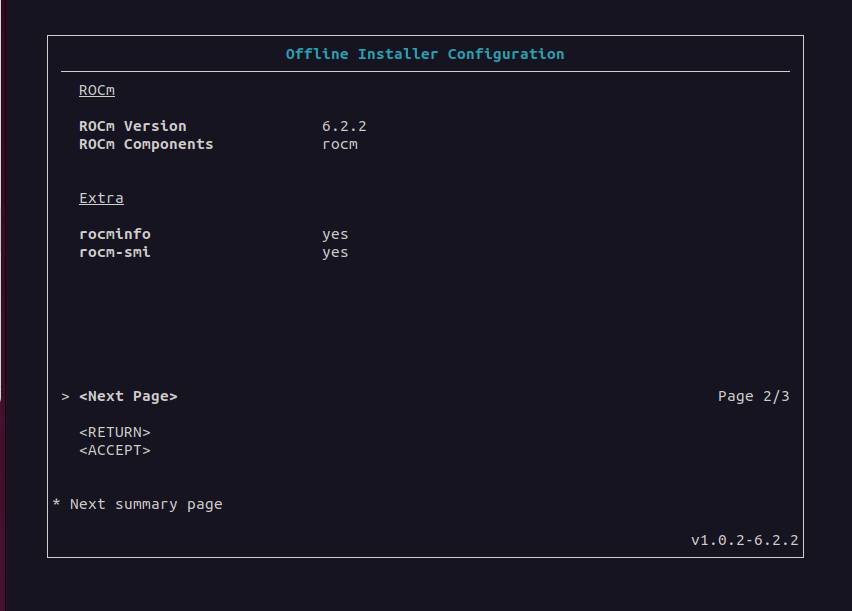 Offline Installer Configuration
ROCm
ROCm Version 6.2.2
ROCm Components rocm
Extra
rocminfo yes
rocm-smi yes
> <Next Page> Page 2/3
<RETURN>
<ACCEPT>
* Next summary page
v1.0.2-6.2.2